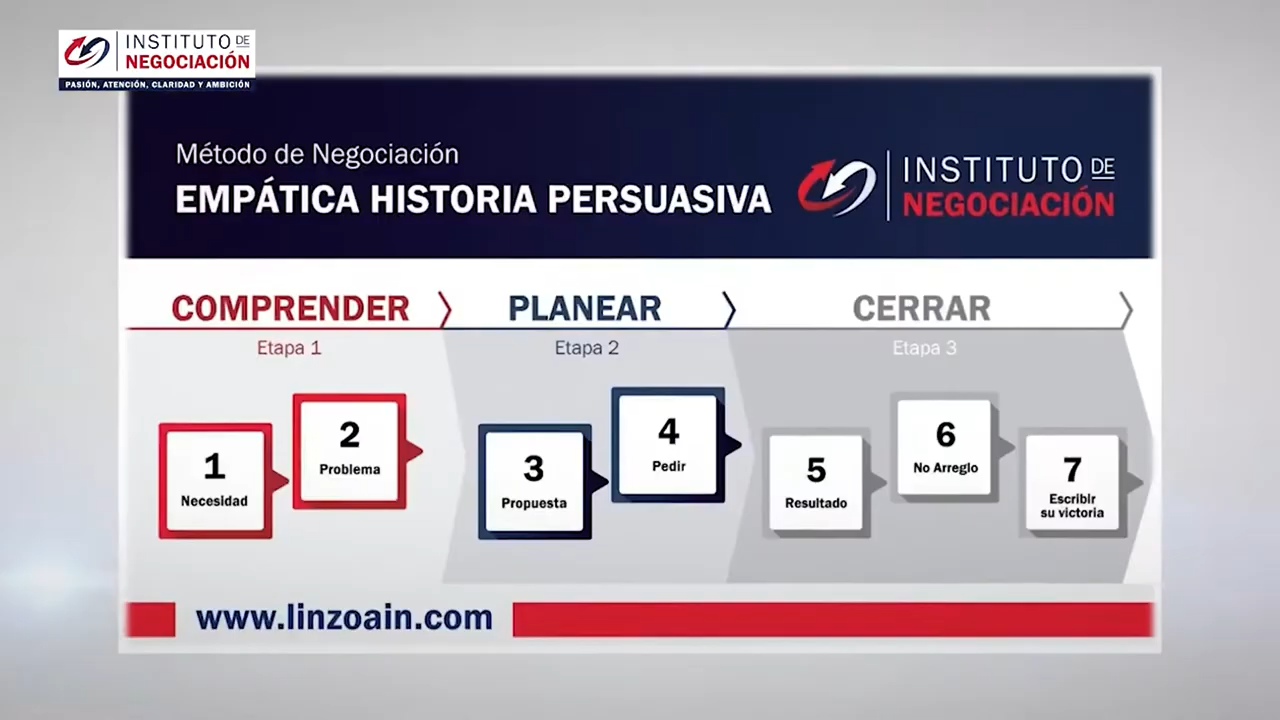 INSTITUTO DE
NEGOCIACIÓN
PASIÓN, ATENCIÓN, CLARIDAD Y AMBICIÓN
Método de Negociación
EMPÁTICA HISTORIA PERSUASIVA
INSTITUTO DE
NEGOCIACIÓN
COMPRENDER
Etapa 1
PLANEAR
Etapa 2
CERRAR
Etapa 3
1
Necesidad
2
Problema
3
Propuesta
4
Pedir
5
Resultado
6
No Arreglo
7
Escribir
su victoria
www.linzoain.com